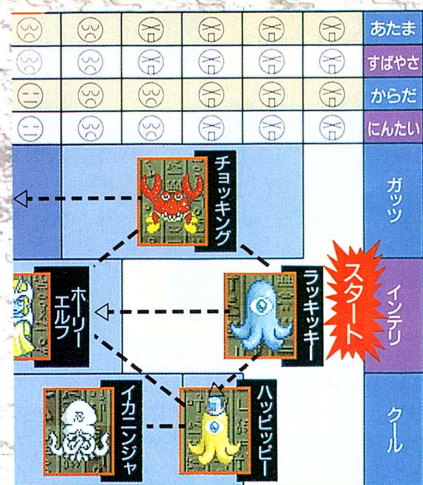 あたま
すばやさ
からだ
にんたい
ガッツ
インテリ
クール
スタート
チョッキング
ラッキッキー
ハッピッピー
ホーリー
エルフ
イカニンジャ